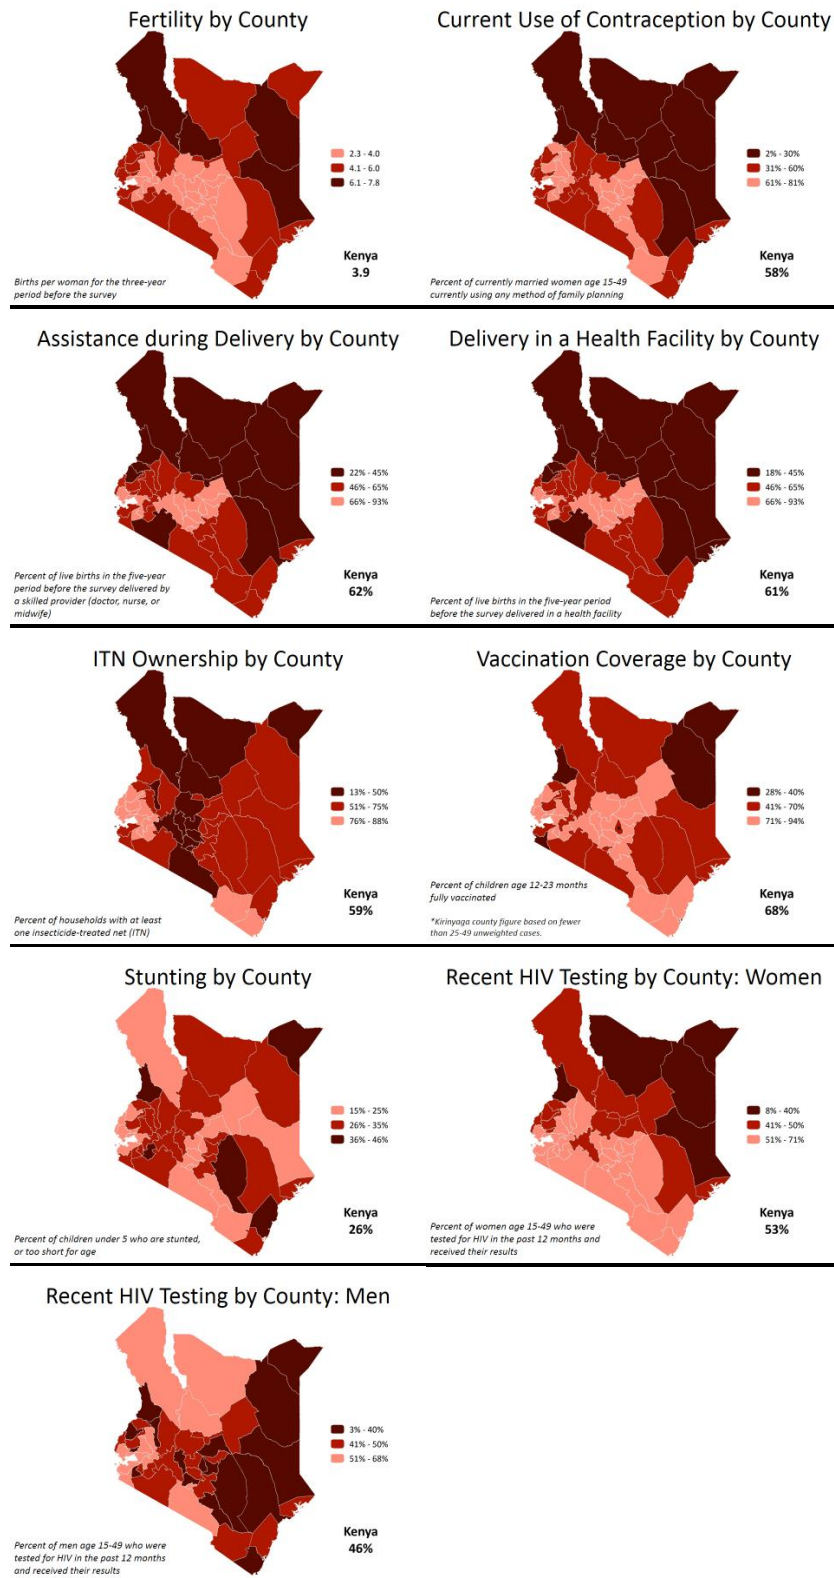 Fertility by County
2.3 - 4.0
4.1 - 6.0
6.1 - 7.8
Kenya
3.9
Births per woman for the three-year
period before the survey
Current Use of Contraception by County
2% - 30%
31% - 60%
61% - 81%
Kenya
58%
Percent of currently married women age 15-49
currently using any method of family planning
Assistance during Delivery by County
22% - 45%
46% - 65%
66% - 93%
Kenya
62%
Percent of live births in the five-year
period before the survey delivered by
a skilled provider (doctor, nurse, or
midwife)
Delivery in a Health Facility by County
18% - 45%
46% - 65%
66% - 93%
Kenya
61%
Percent of live births in the five-year period
before the survey delivered in a health facility
ITN Ownership by County
13% - 50%
51% - 75%
76% - 88%
Kenya
59%
Percent of households with at least
one insecticide-treated net (ITN)
Vaccination Coverage by County
28% - 40%
41% - 70%
71% - 94%
Percent of children age 12-23 months
fully vaccinated
Kenya
68%
*Kirinyaga county figure based on fewer
than 25-49 unweighted cases.
Stunting by County
15% - 25%
26% - 35%
36% - 46%
Kenya
26%
Percent of children under 5 who are stunted,
or too short for age
Recent HIV Testing by County: Women
8% - 40%
41% - 50%
51% - 71%
Kenya
53%
Percent of women age 15-49 who were
tested for HIV in the past 12 months and
received their results
Recent HIV Testing by County: Men
3% - 40%
41% - 50%
51% - 68%
Kenya
46%
Percent of men age 15-49 who were
tested for HIV in the past 12 months
and received their results